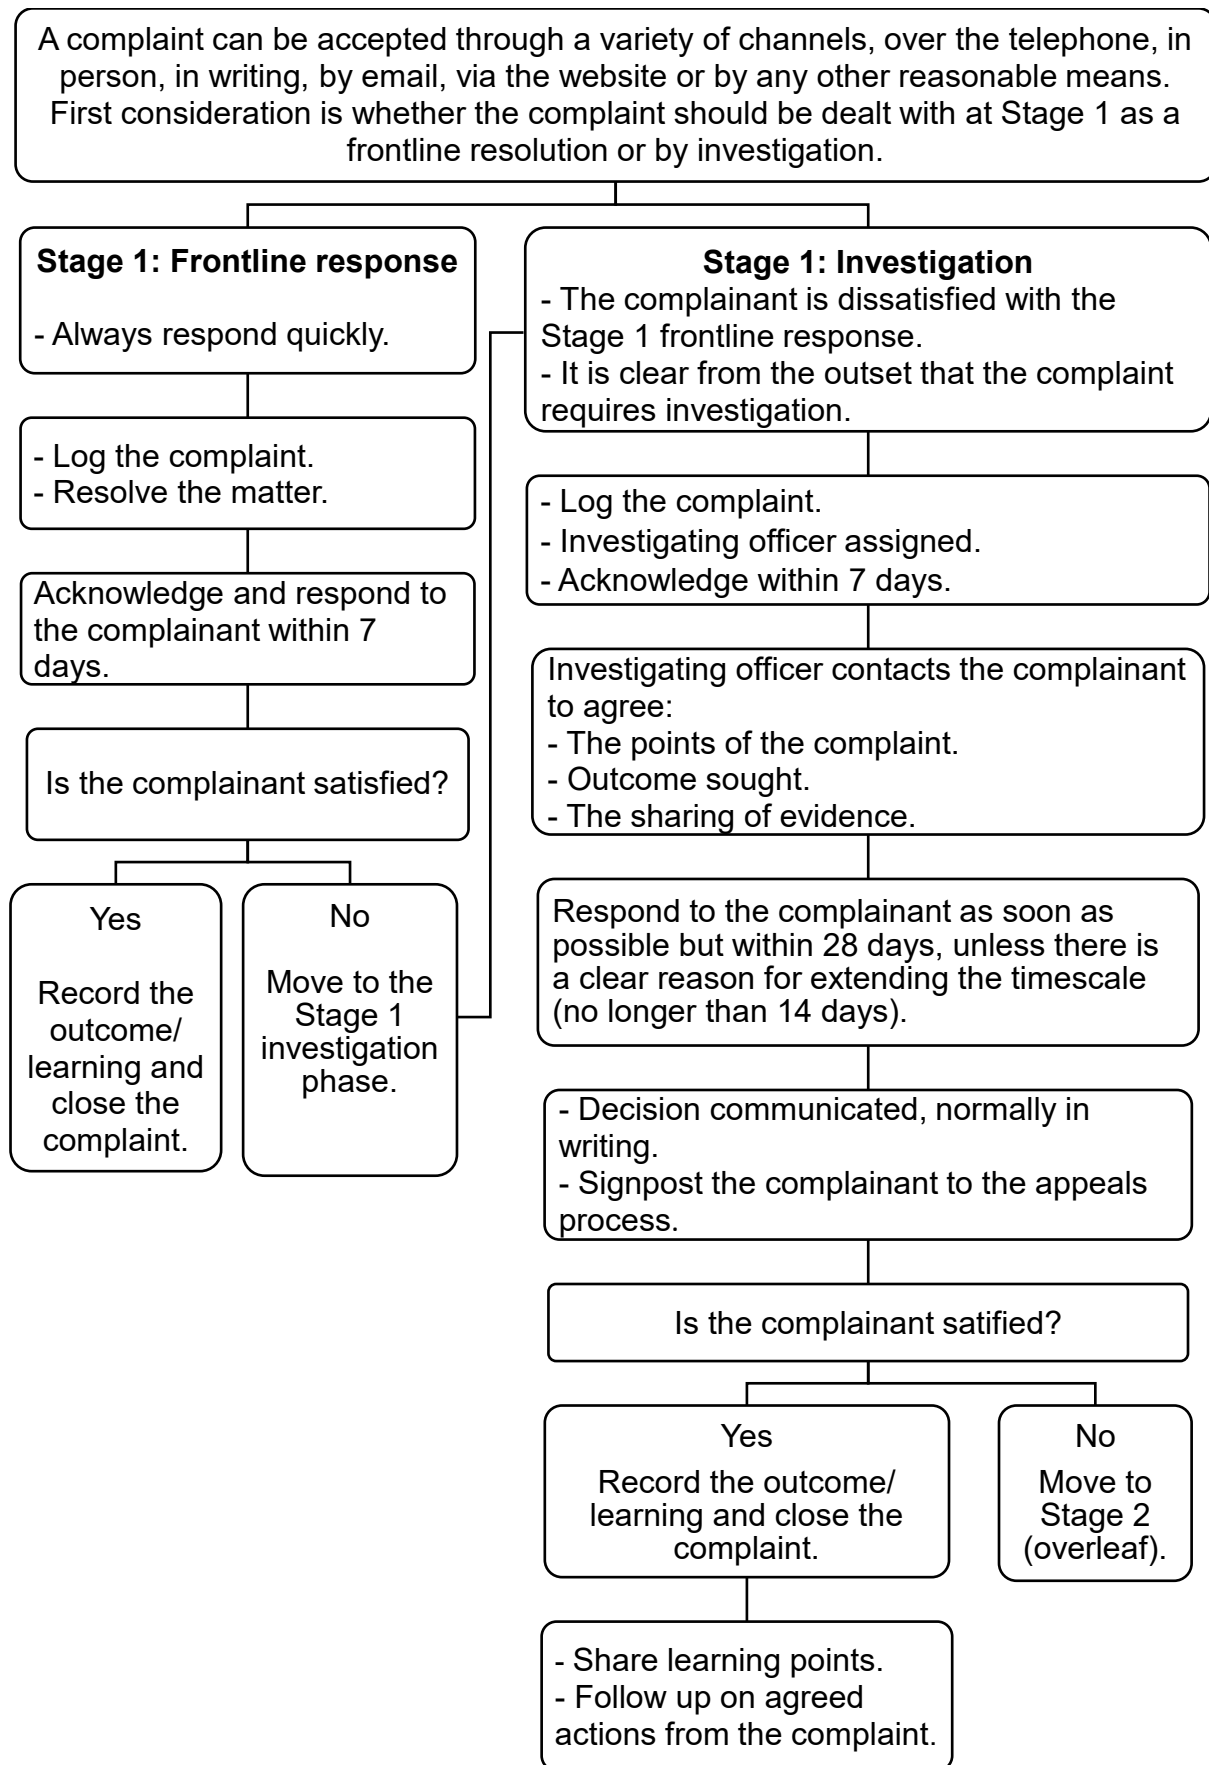 A complaint can be accepted through a variety of channels, over the telephone, in
person, in writing, by email, via the website or by any other reasonable means.
First consideration is whether the complaint should be dealt with at Stage 1 as a
frontline resolution or by investigation.
Stage 1: Frontline response
- Always respond quickly.
- Log the complaint.
- Resolve the matter.
Acknowledge and respond to
the complainant within 7
days.
Is the complainant satisfied?
Yes
Record the
outcome/
learning and
close the
complaint.
No
Move to the
Stage 1
investigation
phase.
Stage 1: Investigation
- The complainant is dissatisfied with the
Stage 1 frontline response.
- It is clear from the outset that the complaint
requires investigation.
- Log the complaint.
- Investigating officer assigned.
- Acknowledge within 7 days.
Investigating officer contacts the complainant
to agree:
- The points of the complaint.
- Outcome sought.
- The sharing of evidence.
Respond to the complainant as soon as
possible but within 28 days, unless there is
a clear reason for extending the timescale
(no longer than 14 days).
- Decision communicated, normally in
writing.
- Signpost the complainant to the appeals
process.
Is the complainant satified?
Yes
Record the outcome/
learning and close the
complaint.
No
Move to
Stage 2
(overleaf).
- Share learning points.
- Follow up on agreed
actions from the complaint.